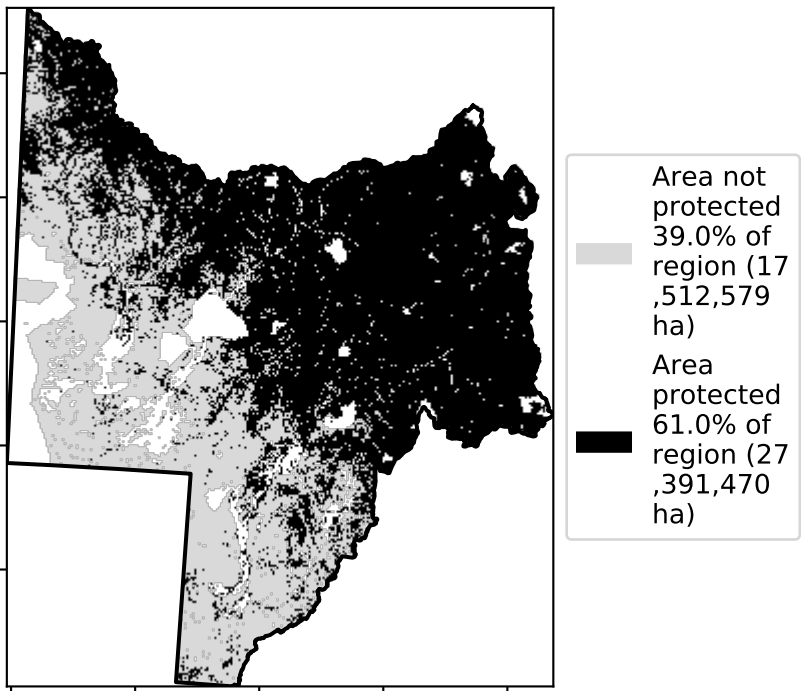 Area not
protected
39.0% of
region (17
,512,579
ha)
Area
protected
61.0% of
region (27
,391,470
ha)